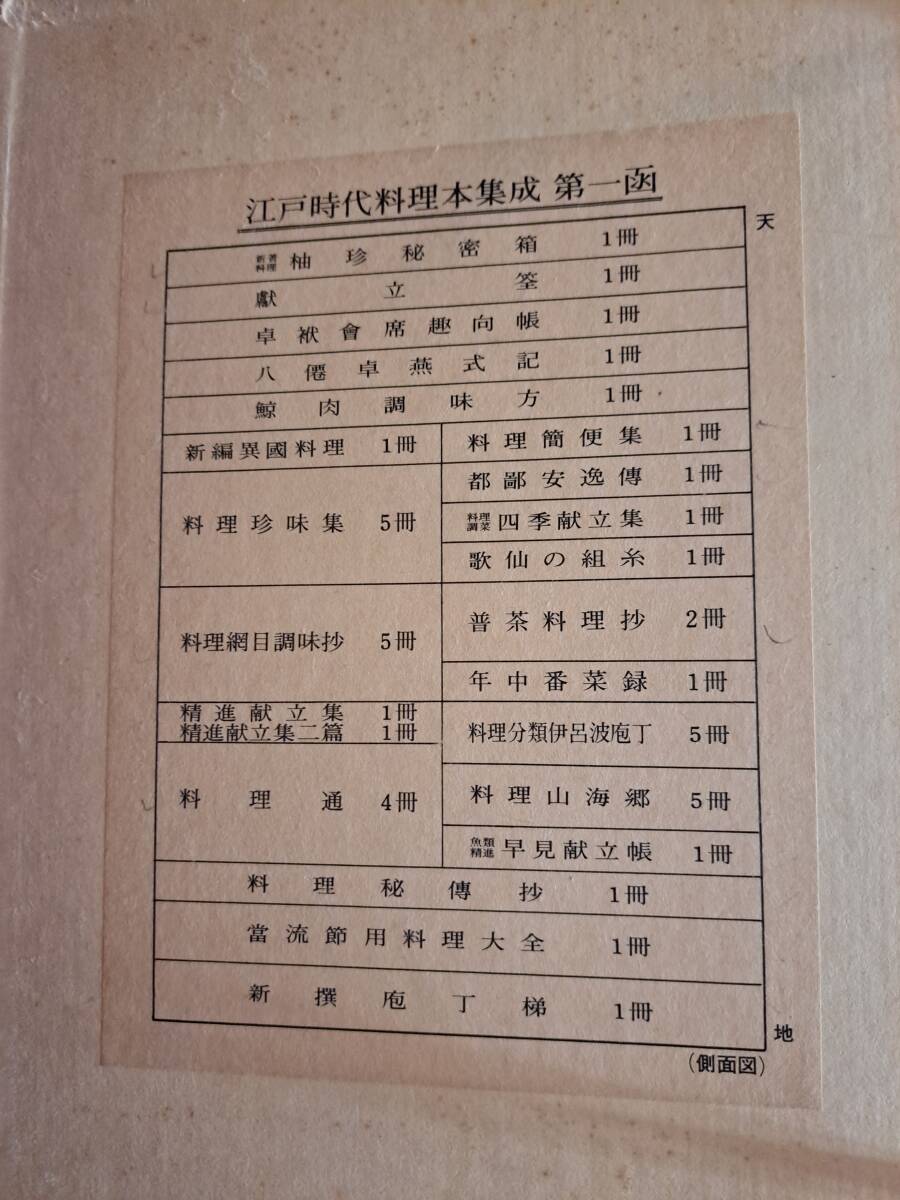 江戸時代料理本集成 第一函
天
新著料理 柚珍秘密箱 1冊
獻立筌 1冊
卓袱會席趣向帳 1冊
八僊卓燕式記 1冊
鯨肉調味方 1冊
新編異國料理 1冊
料理簡便集 1冊
料理珍味集 5冊
都鄙安逸傳 1冊
料理調菜 四季献立集 1冊
歌仙の組糸 1冊
料理網目調味抄 5冊
普茶料理抄 2冊
年中番菜録 1冊
精進献立集 1冊
精進献立集二篇 1冊
料理分類伊呂波庖丁 5冊
料理通 4冊
料理山海郷 5冊
魚類精進 早見献立帳 1冊
料理秘傳抄 1冊
當流節用料理大全 1冊
新撰庖丁梯 1冊
地
(側面図)